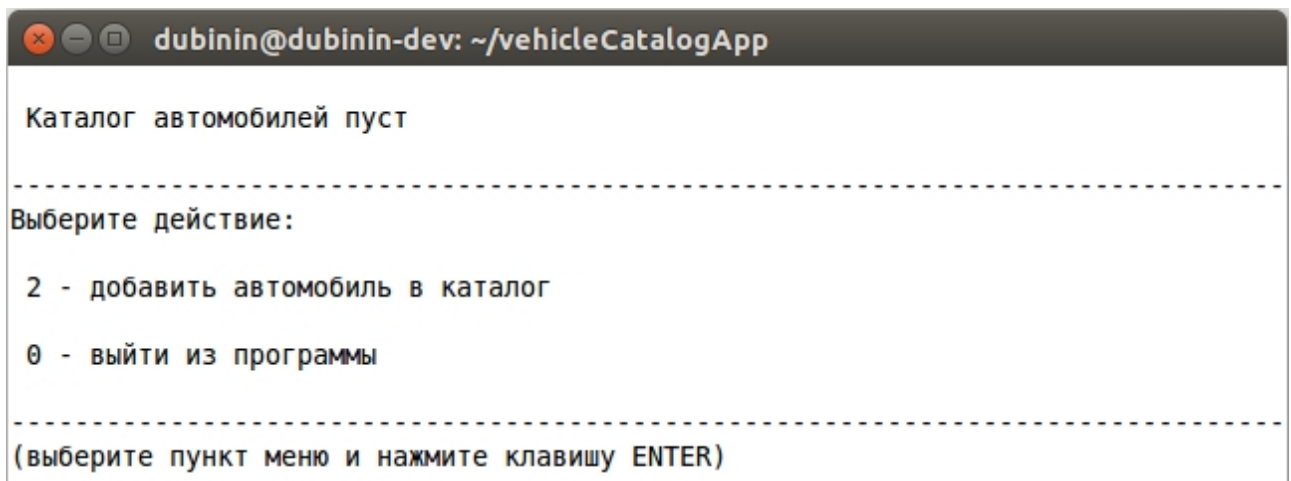 dubinin@dubinin-dev: ~/vehicleCatalogApp
Каталог автомобилей пуст
--------------------------------------------------------------------------------
Выберите действие:
2 - добавить автомобиль в каталог
0 - выйти из программы
--------------------------------------------------------------------------------
(выберите пункт меню и нажмите клавишу ENTER)